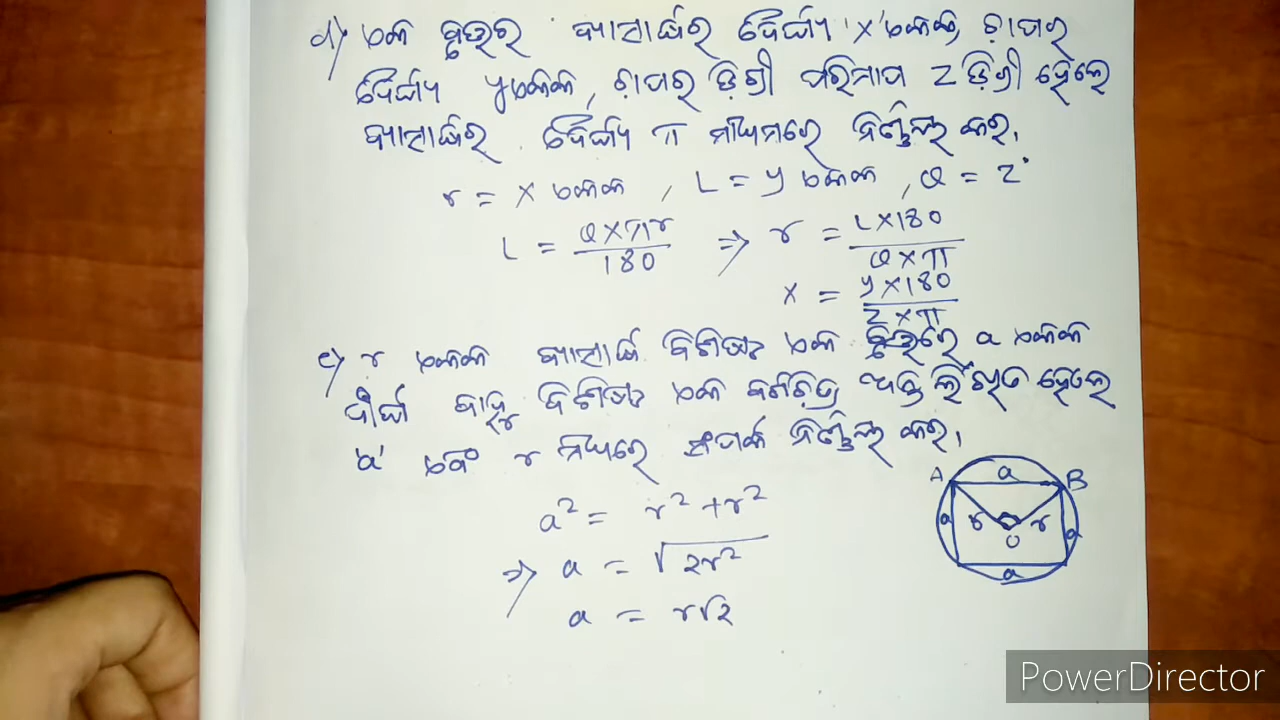 d) ଏକ ବୃତ୍ତର ବ୍ୟାସାର୍ଦ୍ଧର ଦୈର୍ଘ୍ୟ 'x' ଏକକ, ଚାପର
ଦୈର୍ଘ୍ୟ y ଏକକ, ଚାପର ଡିଗ୍ରୀ ପରିମାପ Z ଡ଼ିଗ୍ରୀ ହେଲେ
ବ୍ୟାସାର୍ଦ୍ଧର ଦୈର୍ଘ୍ୟ π ମାଧ୍ୟମରେ ନିର୍ଣ୍ଣୟ କର।
r = x ଏକକ , L = y ଏକକ , θ = Z°
L = θ×πr / 180 ⇒ r = L×180 / θ×π
x = y×180 / Z×π
e) r ଏକକ ବ୍ୟାସାର୍ଦ୍ଧ ବିଶିଷ୍ଟ ଏକ ବୃତ୍ତରେ a ଏକକ
ଦୀର୍ଘ ବାହୁ ବିଶିଷ୍ଟ ଏକ ବର୍ଗଚିତ୍ର ଅନ୍ତର୍ଲିଖିତ ହେଲେ
'a' ଏବଂ r ମଧ୍ୟରେ ସଂପର୍କ ନିର୍ଣ୍ଣୟ କର।
A a B
a² = r² + r²
a r r a
O
⇒ a = √2r²
a
a = r√2
PowerDirector